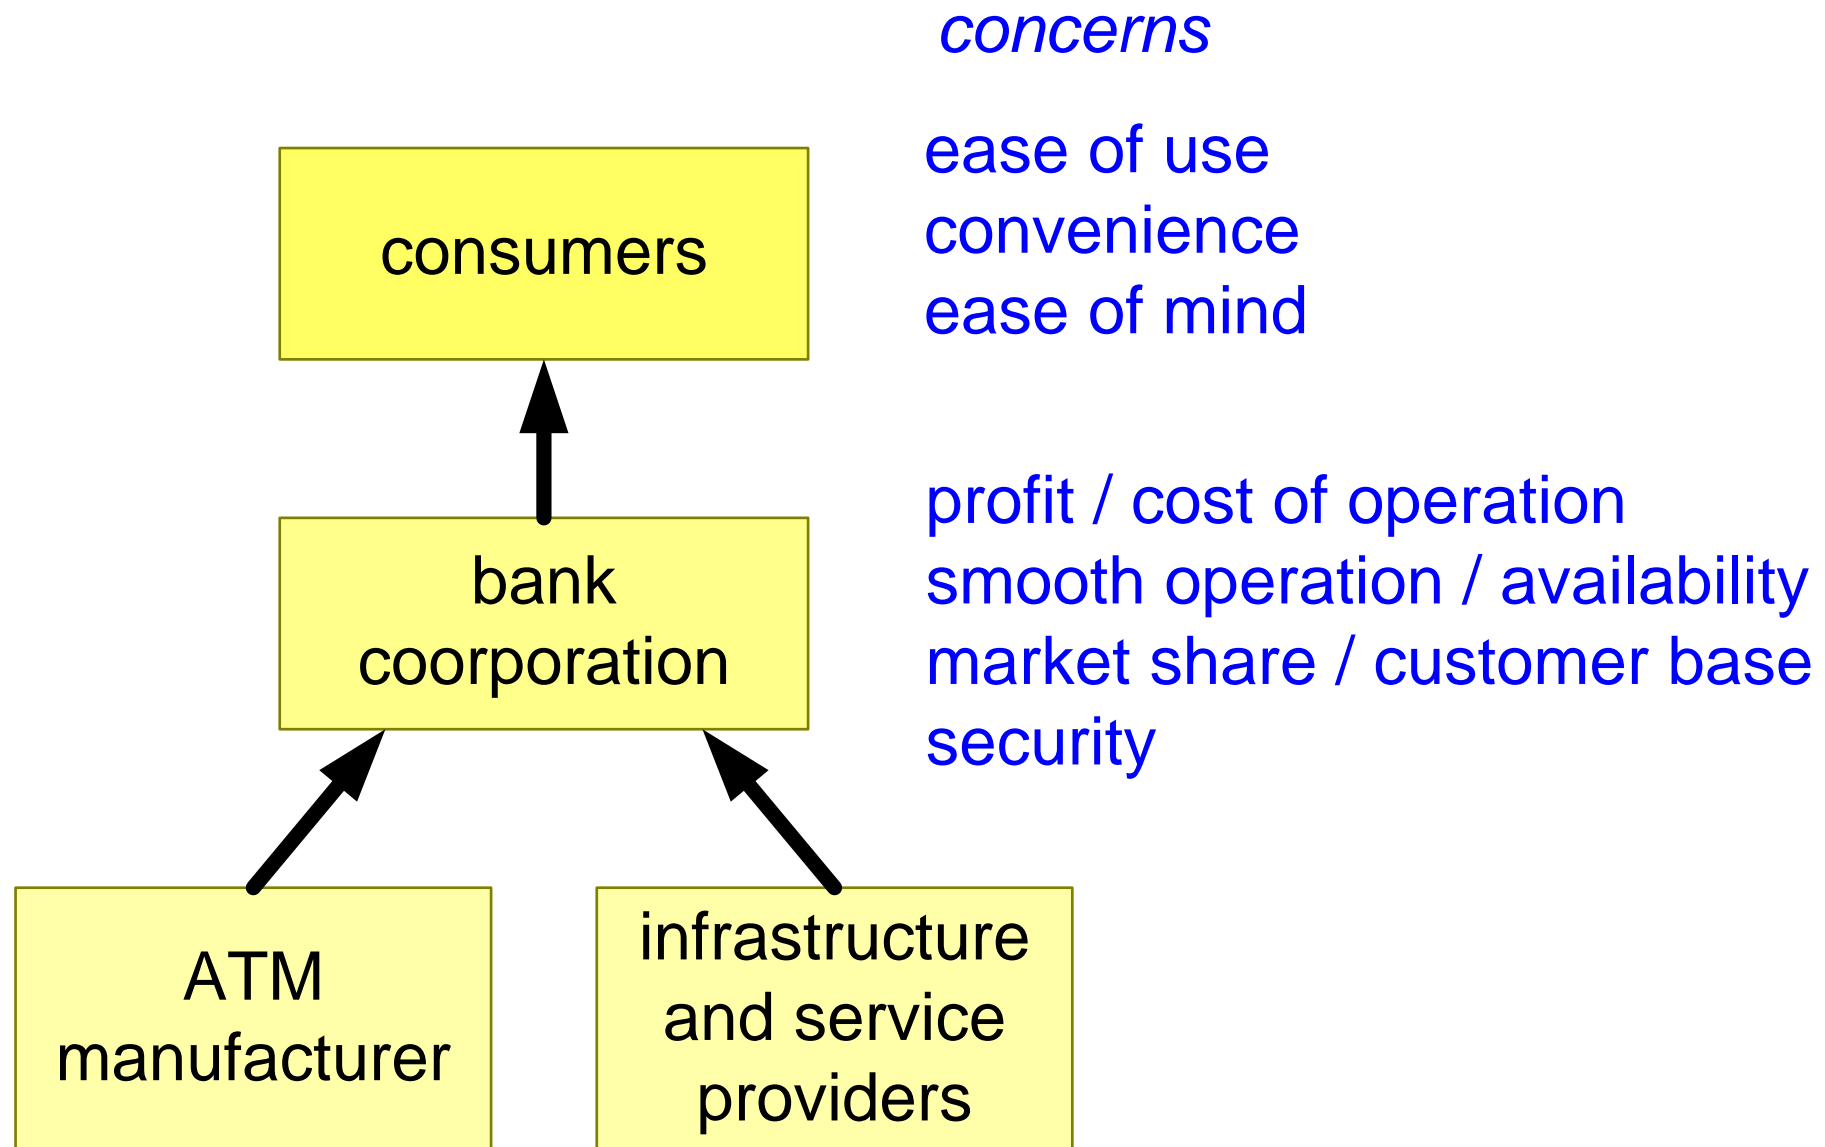 concerns
consumers
ease of use
convenience
ease of mind
bank
coorporation
profit / cost of operation
smooth operation / availability
market share / customer base
security
ATM
manufacturer
infrastructure
and service
providers